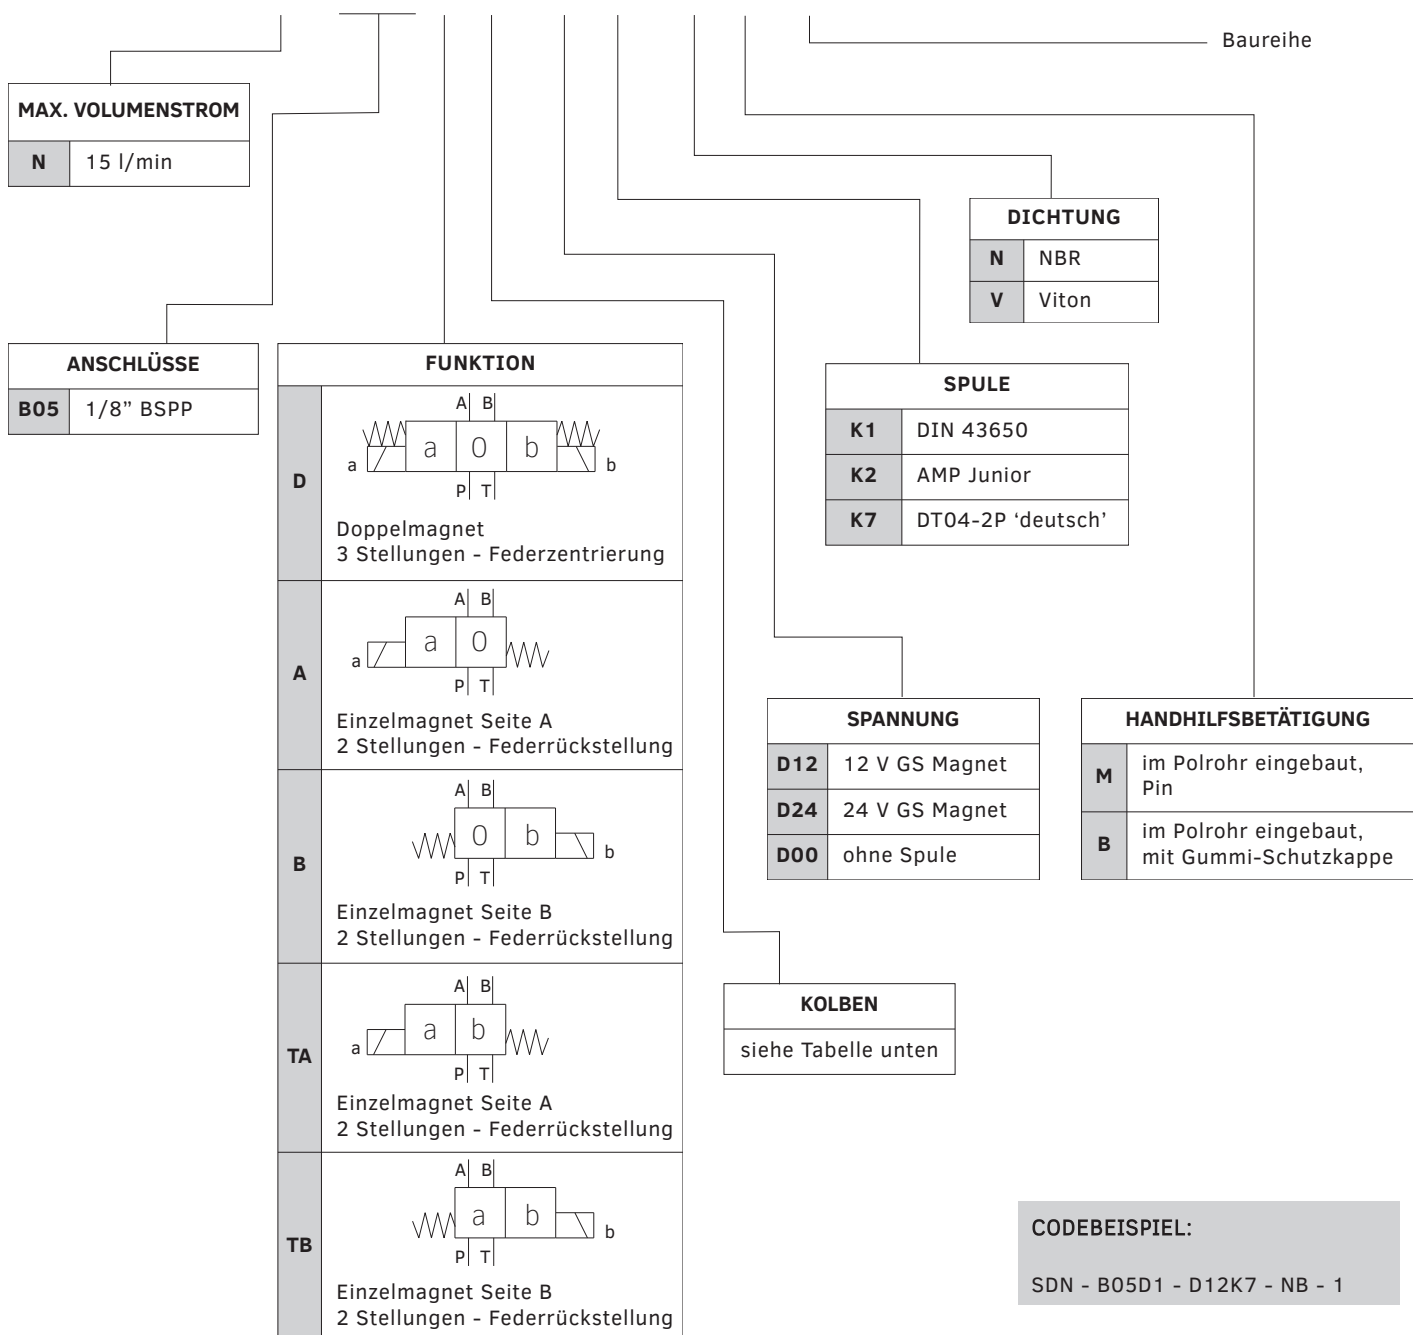 Baureihe
MAX. VOLUMENSTROM
N 15 l/min
DICHTUNG
N NBR
V Viton
ANSCHLÜSSE
B05 1/8” BSPP
FUNKTION
A B
a a 0 b b
P T
D
Doppelmagnet
3 Stellungen - Federzentrierung
A B
a a 0
P T
A
Einzelmagnet Seite A
2 Stellungen - Federrückstellung
A B
0 b b
P T
B
Einzelmagnet Seite B
2 Stellungen - Federrückstellung
A B
a a b
P T
TA
Einzelmagnet Seite A
2 Stellungen - Federrückstellung
A B
a b b
P T
TB
Einzelmagnet Seite B
2 Stellungen - Federrückstellung
SPULE
K1 DIN 43650
K2 AMP Junior
K7 DT04-2P ‘deutsch’
SPANNUNG
D12 12 V GS Magnet
D24 24 V GS Magnet
D00 ohne Spule
HANDHILFSBETÄTIGUNG
M im Polrohr eingebaut,
Pin
B im Polrohr eingebaut,
mit Gummi-Schutzkappe
KOLBEN
siehe Tabelle unten
CODEBEISPIEL:
SDN - B05D1 - D12K7 - NB - 1